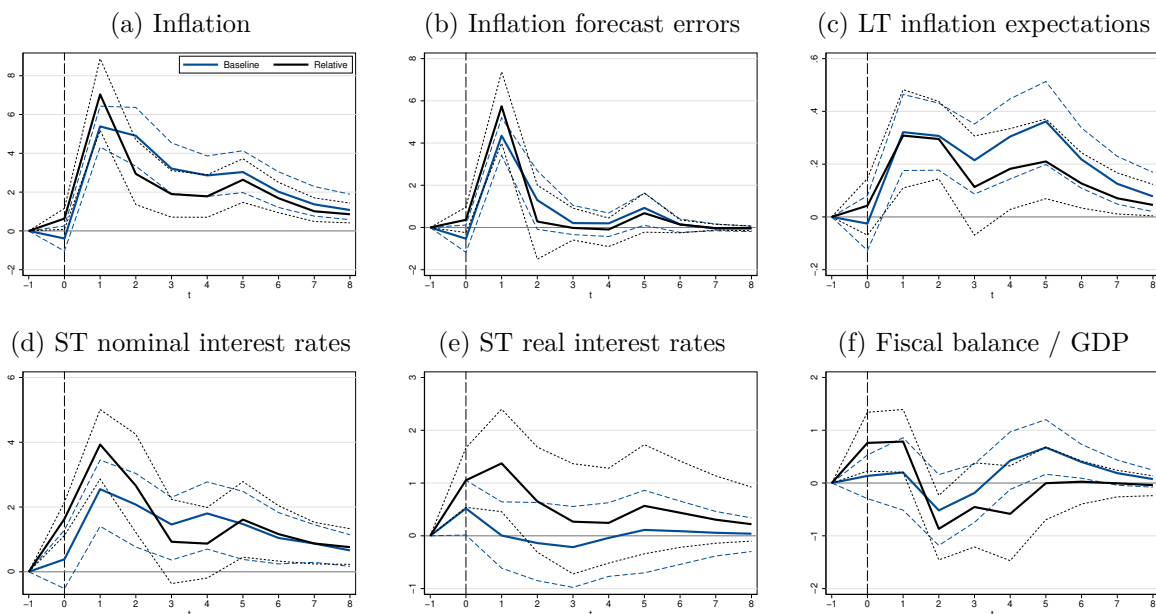 (a) Inflation
(b) Inflation forecast errors
(c) LT inflation expectations
Baseline
Relative
8
6
4
2
0
−2
−1 0 1 2 3 4 5 6 7 8
t
8
6
4
2
0
−2
−1 0 1 2 3 4 5 6 7 8
t
.6
.4
.2
0
−.2
−1 0 1 2 3 4 5 6 7 8
t
(d) ST nominal interest rates
(e) ST real interest rates
(f) Fiscal balance / GDP
6
4
2
0
−1 0 1 2 3 4 5 6 7 8
t
3
2
1
0
−1
−1 0 1 2 3 4 5 6 7 8
t
2
1
0
−1
−2
−1 0 1 2 3 4 5 6 7 8
t